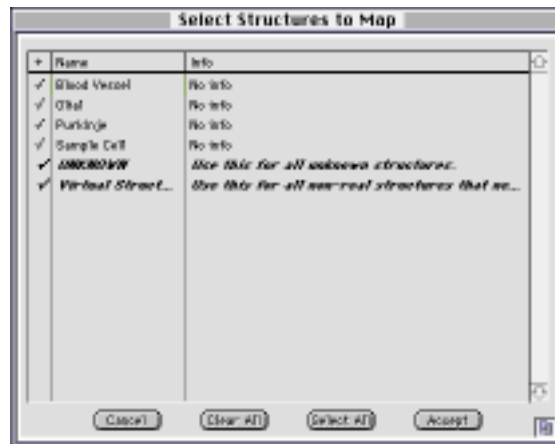 Select Structures to Map
+ Name Info
✓ Blood Vessel No info
✓ Glial No info
✓ Purkinje No info
✓ Sample Cell No info
✓ UNKNOWN Use this for all unknown structures.
✓ Virtual Struct... Use this for all non-real structures that ne...
Cancel Clear All Select All Accept